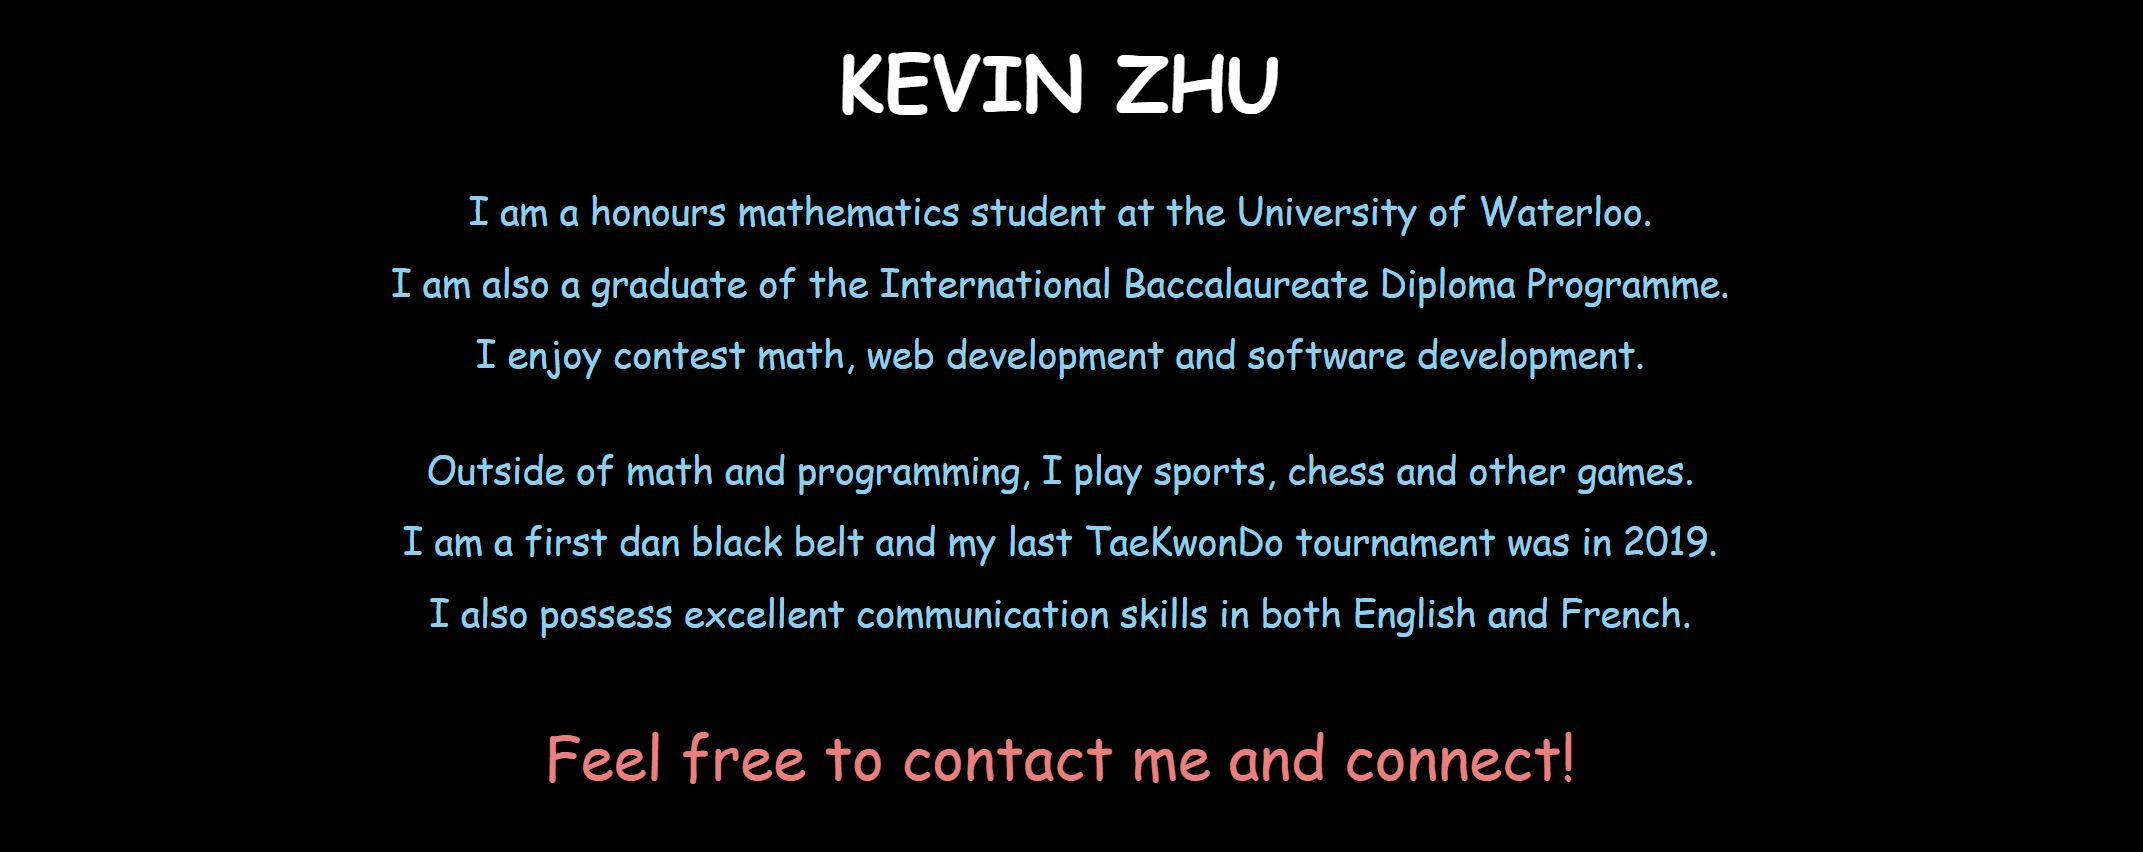 KEVIN ZHU
I am a honours mathematics student at the University of Waterloo.
I am also a graduate of the International Baccalaureate Diploma Programme.
I enjoy contest math, web development and software development.
Outside of math and programming, I play sports, chess and other games.
I am a first dan black belt and my last TaeKwonDo tournament was in 2019.
I also possess excellent communication skills in both English and French.
Feel free to contact me and connect!